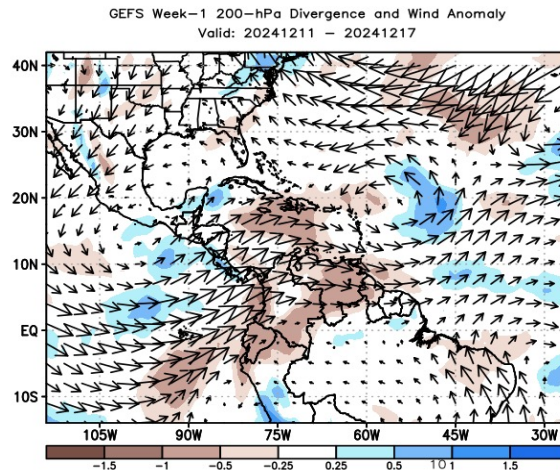 GEFS Week-1 200-hPa Divergence and Wind Anomaly
Valid: 20241211 - 20241217
40N
30N
20N
10N
EQ
10S
105W 90W 75W 60W 45W 30W
10
-1.5 -1 -0.5 -0.25 0.25 0.5 1 1.5